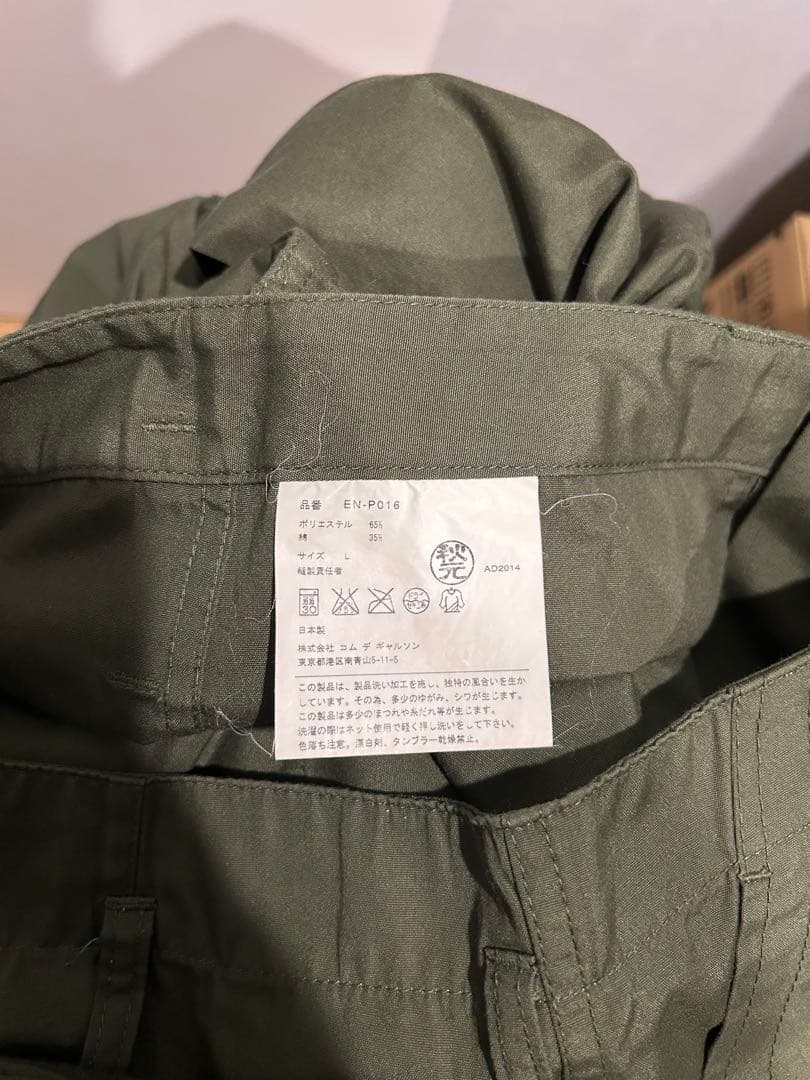 品番 EN-P016
ポリエステル 65%
綿 35%
サイズ L
縫製責任者 秋元 AD2014
日本製
株式会社 コム デ ギャルソン
東京都港区南青山5-11-5
この製品は、製品洗い加工を施し、独特の風合いを生か
しています。その為、多少のゆがみ、シワが生じます。
この製品は多少のほつれや糸だれ等が生じます。
洗濯の際はネット使用で軽く押し洗いをして下さい。
色落ち注意。漂白剤、タンブラー乾燥禁止。